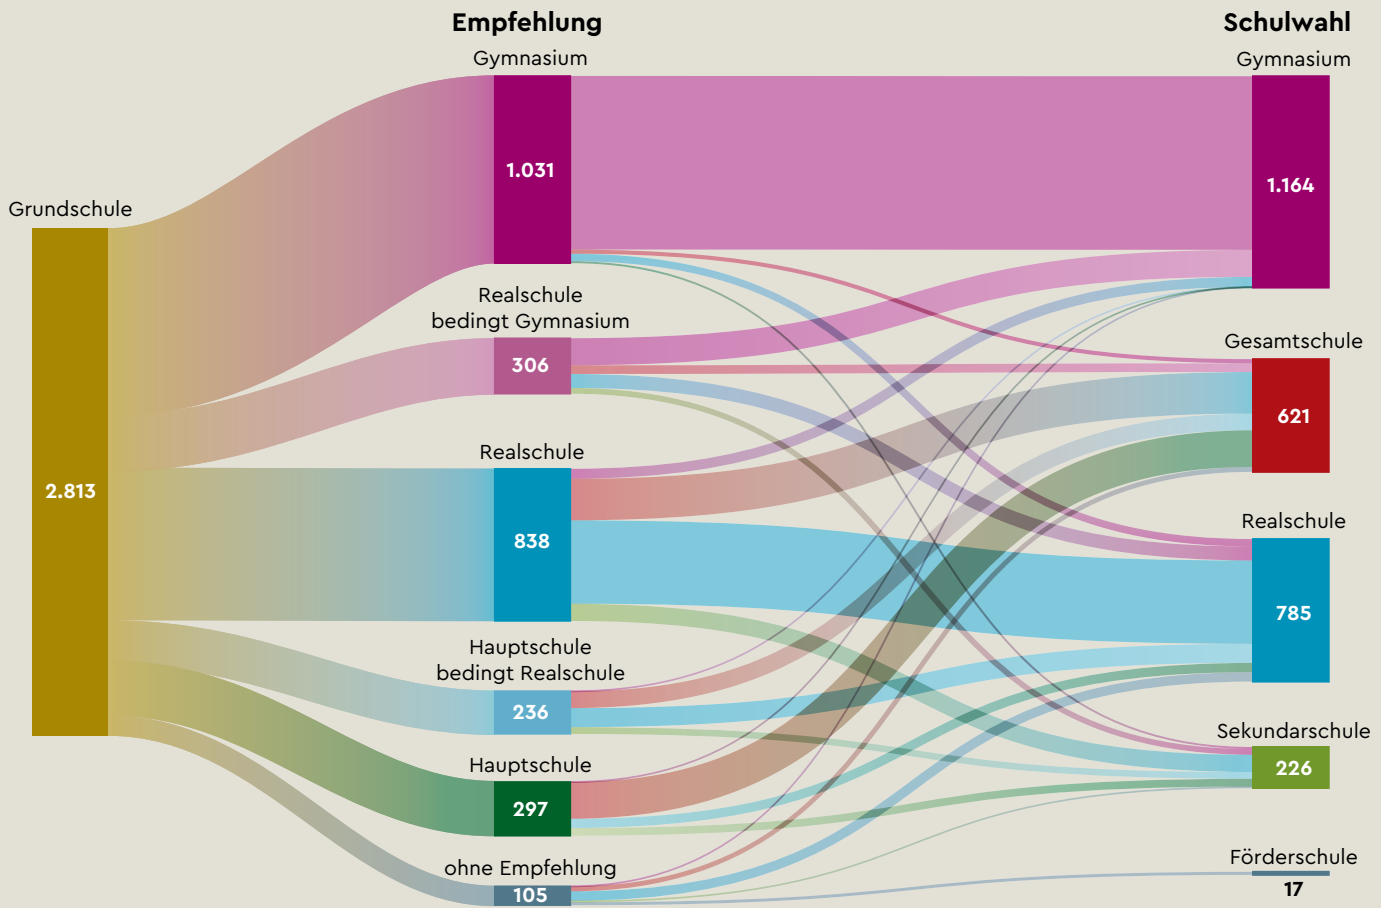 Empfehlung
Schulwahl
Grundschule
2.813
Gymnasium
1.031
Realschule
bedingt Gymnasium
306
Realschule
838
Hauptschule
bedingt Realschule
236
Hauptschule
297
ohne Empfehlung
105
Gymnasium
1.164
Gesamtschule
621
Realschule
785
Sekundarschule
226
Förderschule
17